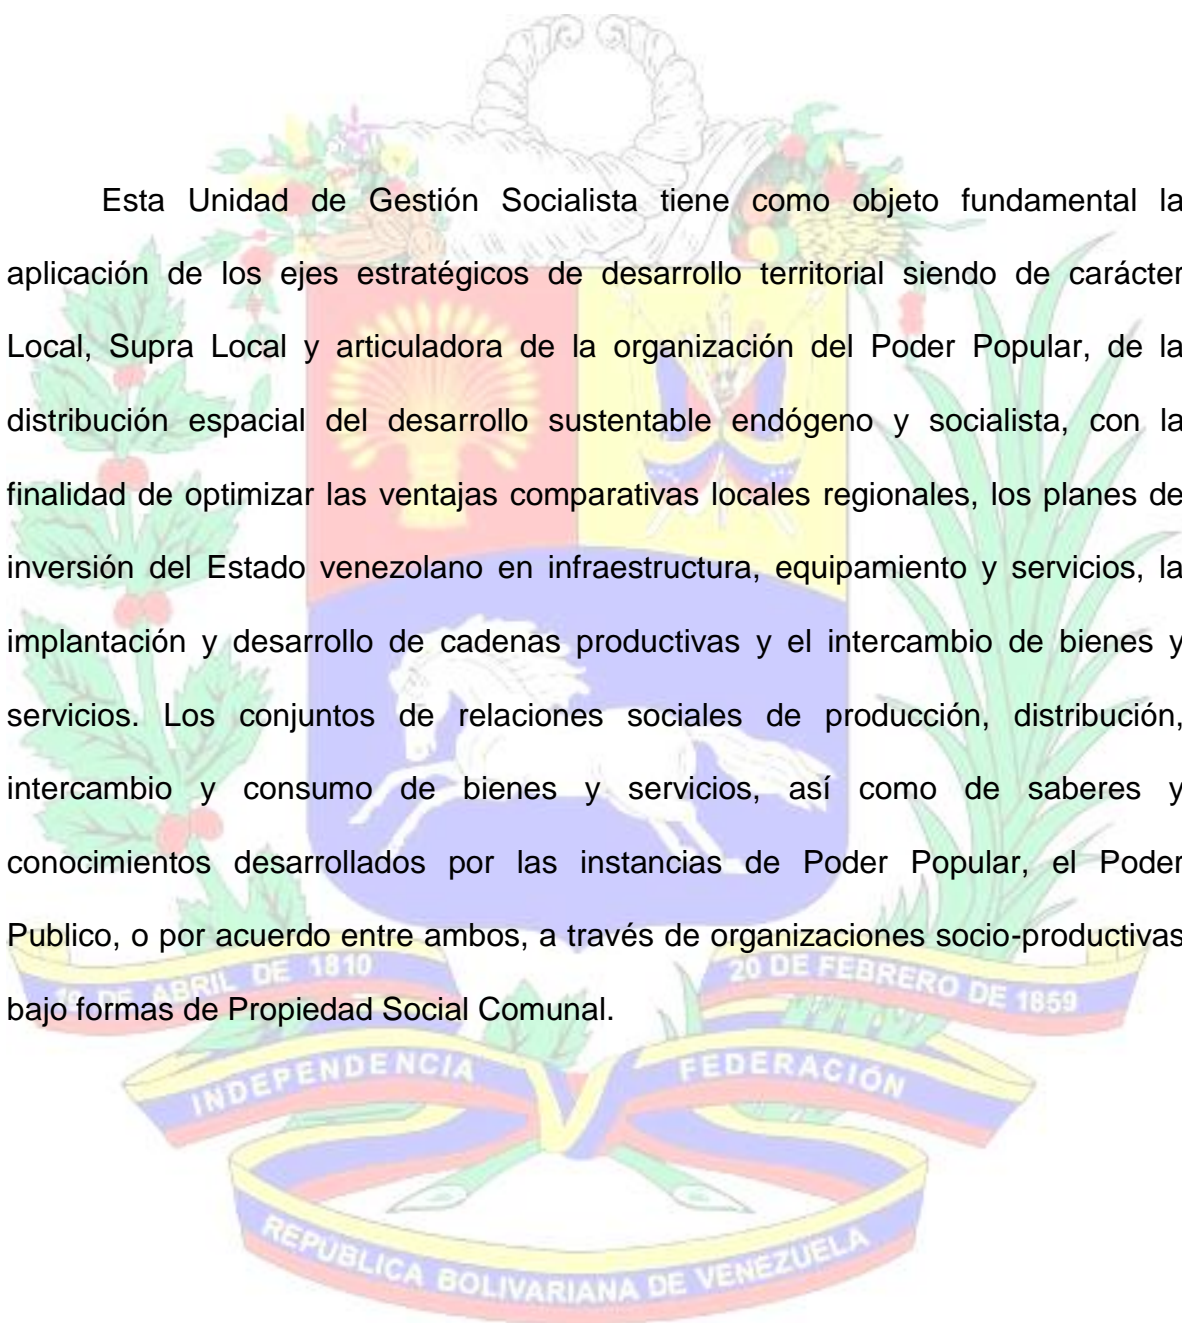 Esta Unidad de Gestión Socialista tiene como objeto fundamental la
aplicación de los ejes estratégicos de desarrollo territorial siendo de carácter
Local, Supra Local y articuladora de la organización del Poder Popular, de la
distribución espacial del desarrollo sustentable endógeno y socialista, con la
finalidad de optimizar las ventajas comparativas locales regionales, los planes de
inversión del Estado venezolano en infraestructura, equipamiento y servicios, la
implantación y desarrollo de cadenas productivas y el intercambio de bienes y
servicios. Los conjuntos de relaciones sociales de producción, distribución,
intercambio y consumo de bienes y servicios, así como de saberes y
conocimientos desarrollados por las instancias de Poder Popular, el Poder
Publico, o por acuerdo entre ambos, a través de organizaciones socio-productivas
bajo formas de Propiedad Social Comunal.
19 DE ABRIL DE 1810
20 DE FEBRERO DE 1859
INDEPENDENCIA
FEDERACIÓN
REPÚBLICA BOLIVARIANA DE VENEZUELA